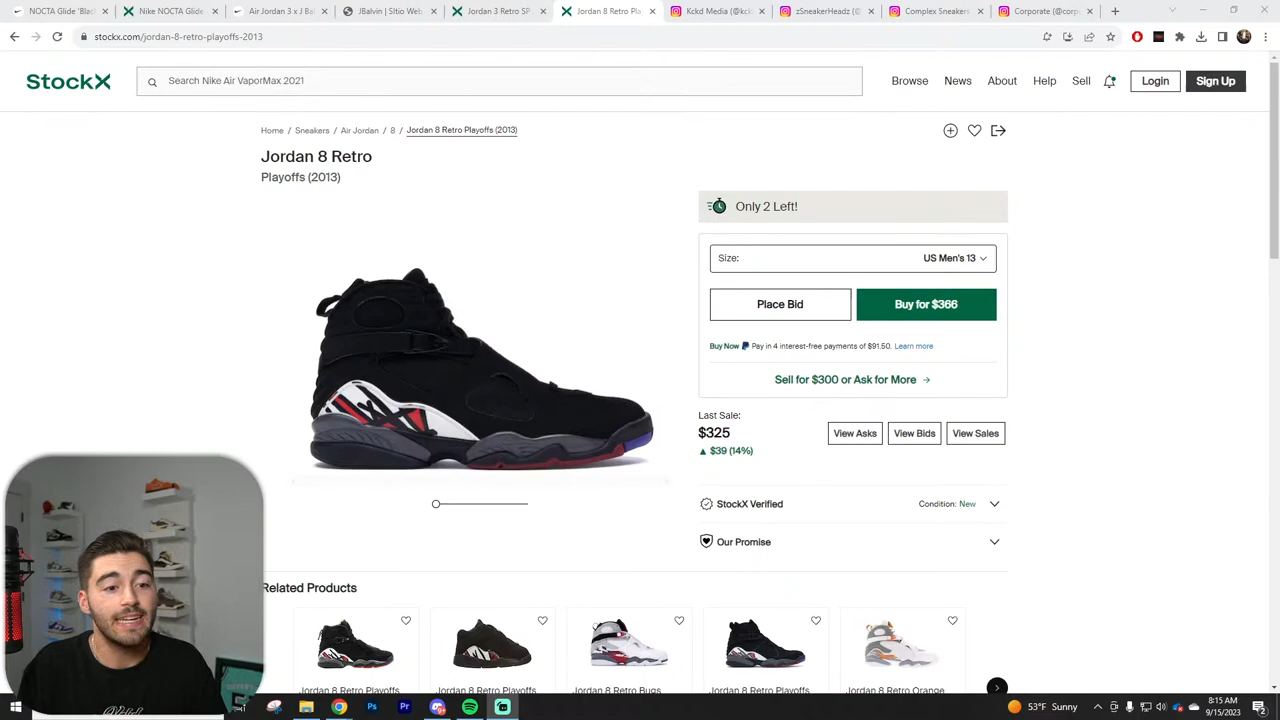 NOCTA Glide 'Black
Nike NOCTA Glide
Air Jordan 3 x J Bal
JBalvin | Sitio Web
Jordan 3 Retro SP
Jordan 8 Retro Pla
Kckd Media (@kc
zSneakerHeadz (@
Complex Sneakers
Corporate (@corp
stockx.com/jordan-8-retro-playoffs-2013
StockX
Search Nike Air VaporMax 2021
Browse
News
About
Help
Sell
Login
Sign Up
Home / Sneakers / Air Jordan / 8 / Jordan 8 Retro Playoffs (2013)
Jordan 8 Retro
Playoffs (2013)
Only 2 Left!
Size:
US Men's 13
Place Bid
Buy for $366
Buy Now Pay in 4 interest-free payments of $91.50. Learn more
Sell for $300 or Ask for More
Last Sale:
$325
▲ $39 (14%)
View Asks
View Bids
View Sales
StockX Verified
Condition: New
Our Promise
Related Products
Jordan 8 Retro Playoffs
Jordan 8 Retro Playoffs
Jordan 8 Retro Bugs
Jordan 8 Retro Playoffs
Jordan 8 Retro Orange
Ps
Pr
53°F Sunny
8:15 AM
9/15/2023
2